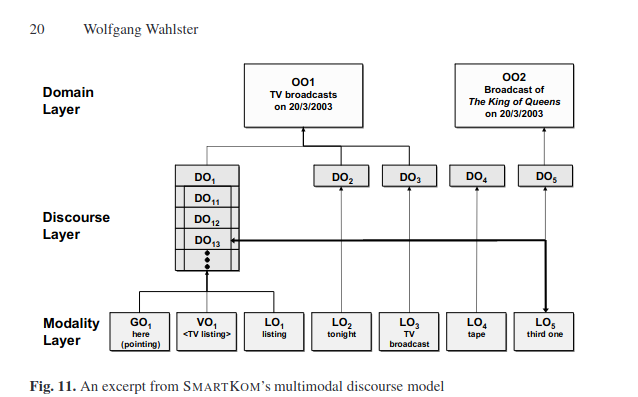 20 Wolfgang Wahlster
Domain
Layer
OO1
TV broadcasts
on 20/3/2003
OO2
Broadcast of
The King of Queens
on 20/3/2003
Discourse
Layer
DO1
DO11
DO12
DO13
DO2
DO3
DO4
DO5
Modality
Layer
GO1
here
(pointing)
VO1
<TV listing>
LO1
listing
LO2
tonight
LO3
TV
broadcast
LO4
tape
LO5
third one
Fig. 11. An excerpt from SMARTKOM's multimodal discourse model